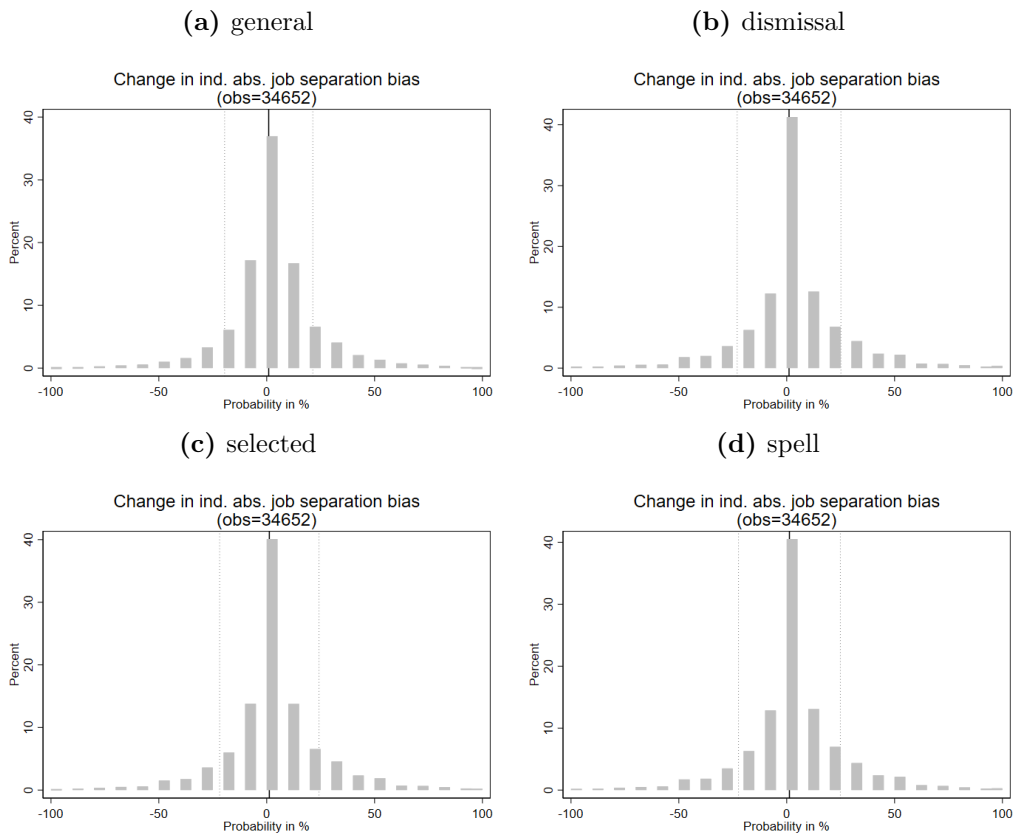 (a) general
Change in ind. abs. job separation bias
(obs=34652)
Percent
40
30
20
10
0
-100 -50 0 50 100
Probability in %
(b) dismissal
Change in ind. abs. job separation bias
(obs=34652)
Percent
40
30
20
10
0
-100 -50 0 50 100
Probability in %
(c) selected
Change in ind. abs. job separation bias
(obs=34652)
Percent
40
30
20
10
0
-100 -50 0 50 100
Probability in %
(d) spell
Change in ind. abs. job separation bias
(obs=34652)
Percent
40
30
20
10
0
-100 -50 0 50 100
Probability in %